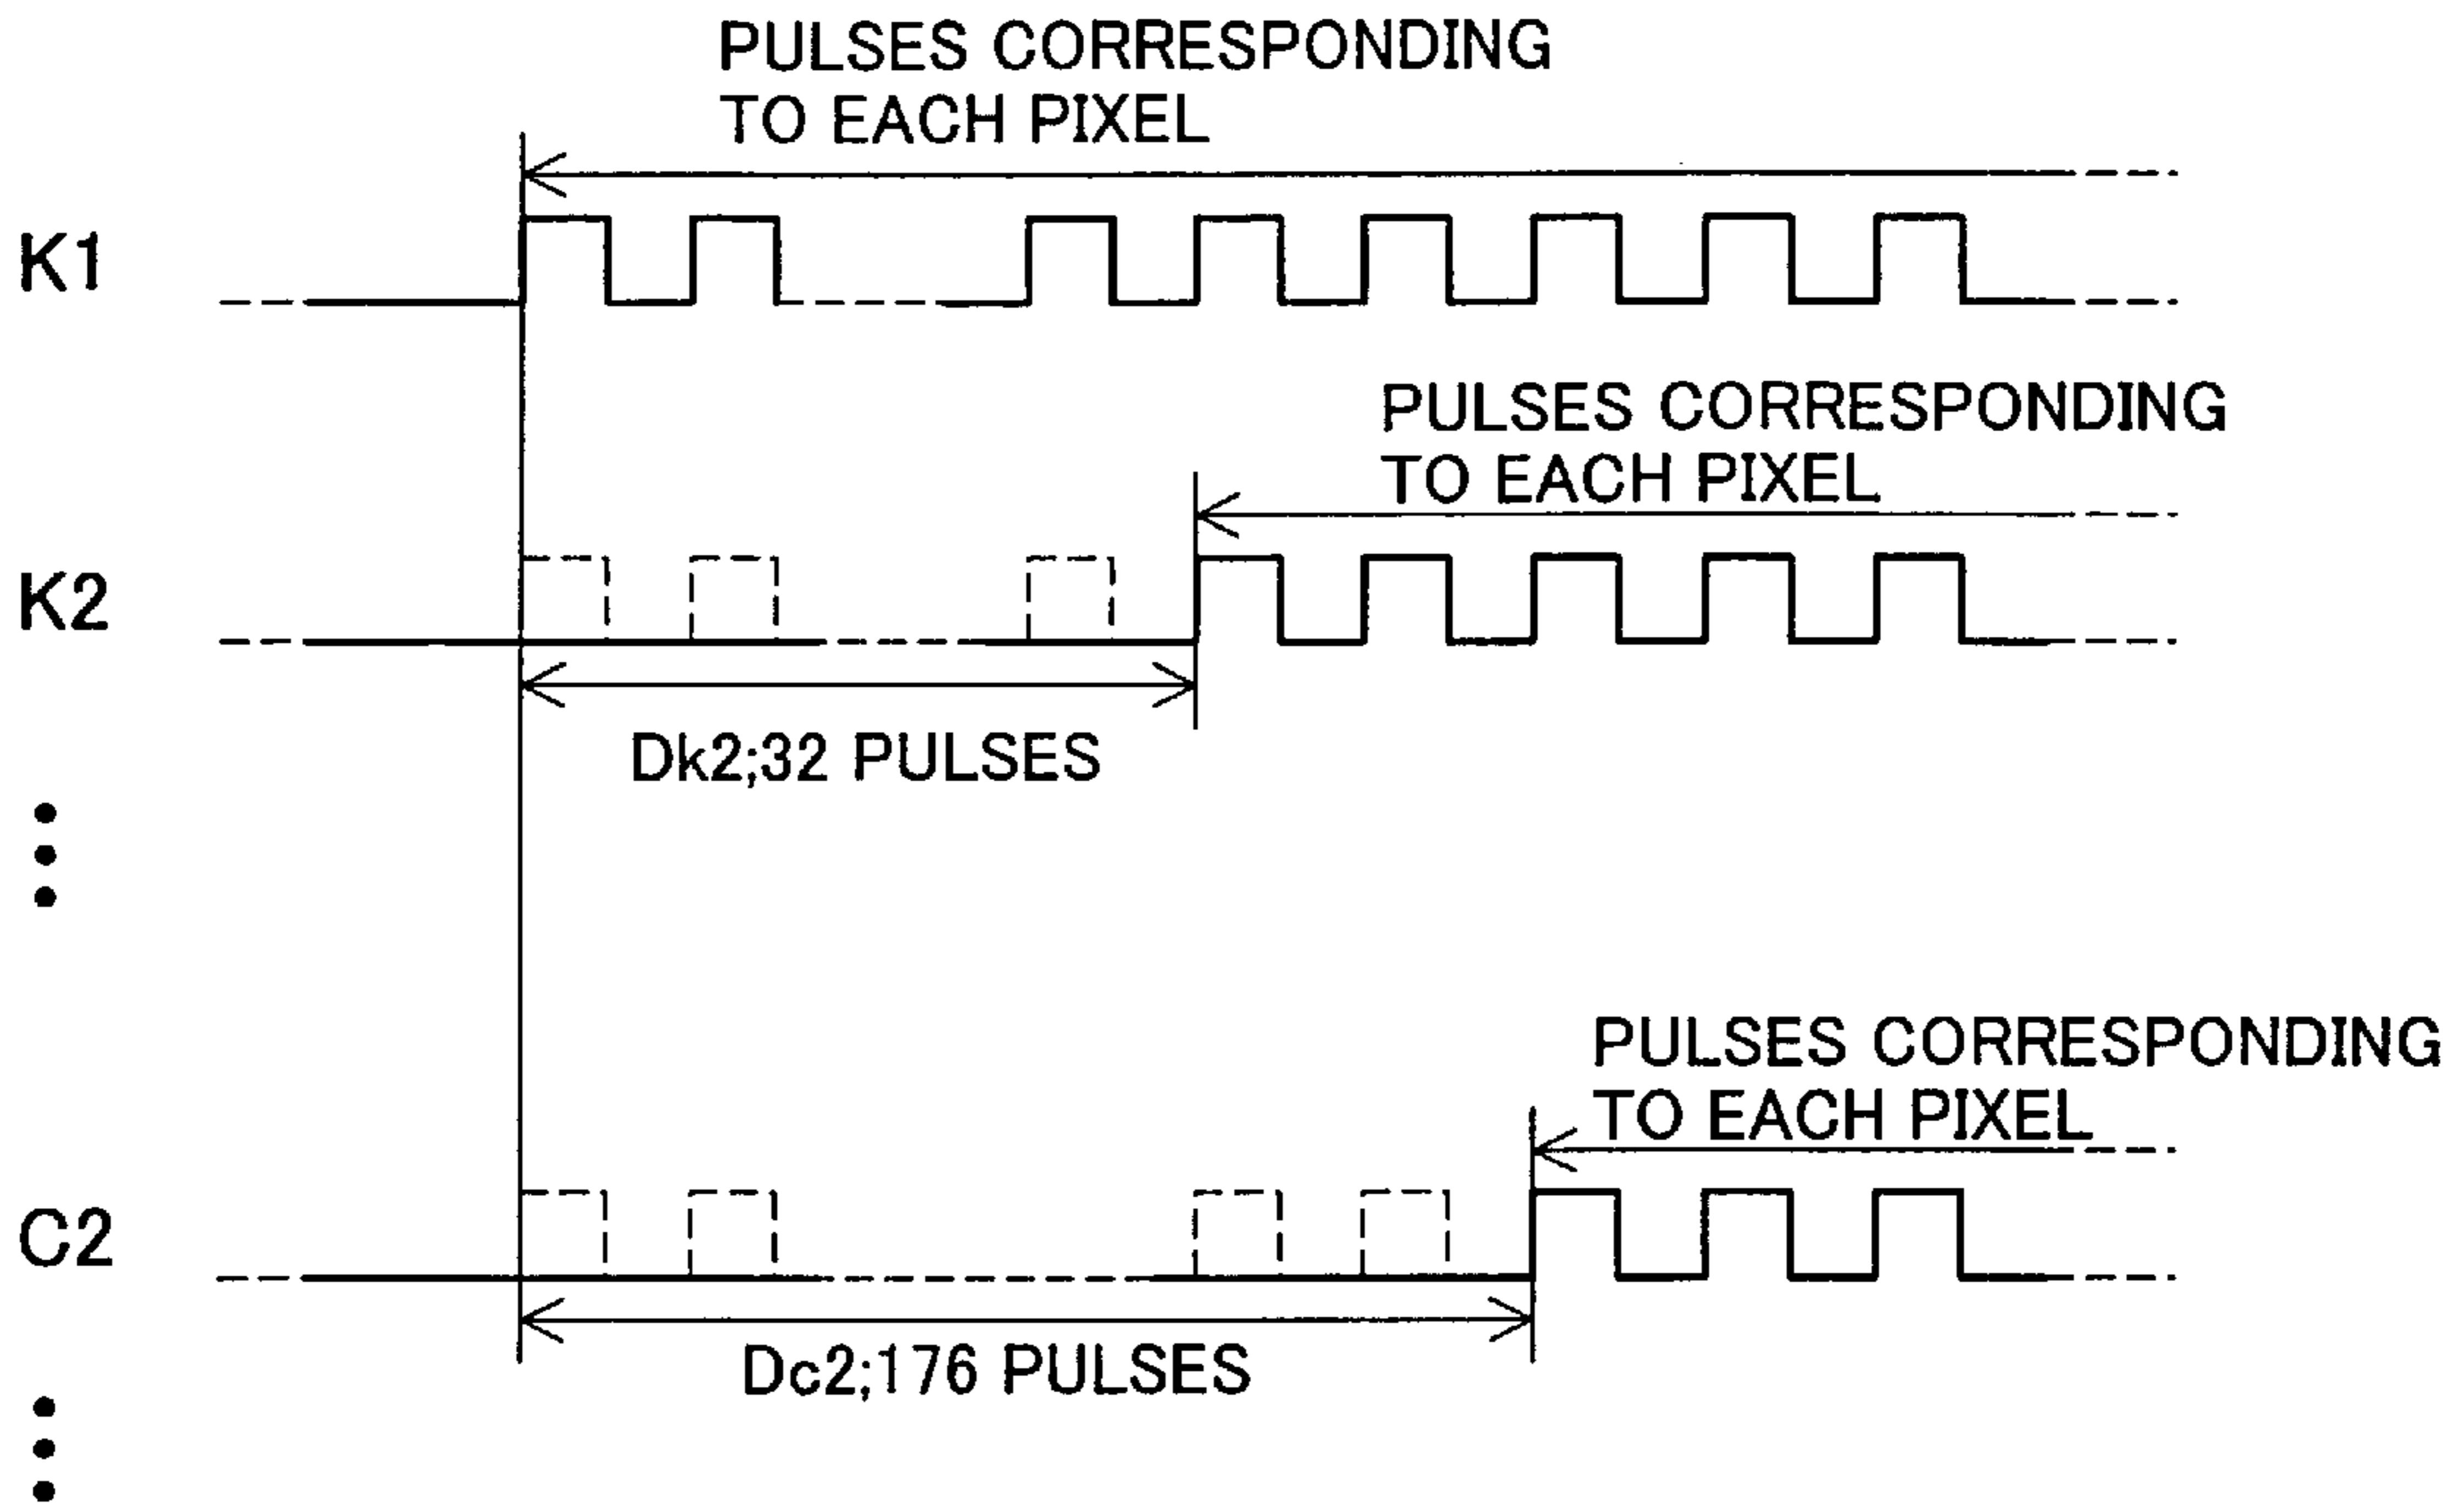 PULSES CORRESPONDING
TO EACH PIXEL
K1
PULSES CORRESPONDING
TO EACH PIXEL
K2
Dk2;32 PULSES
PULSES CORRESPONDING
TO EACH PIXEL
C2
Dc2;176 PULSES